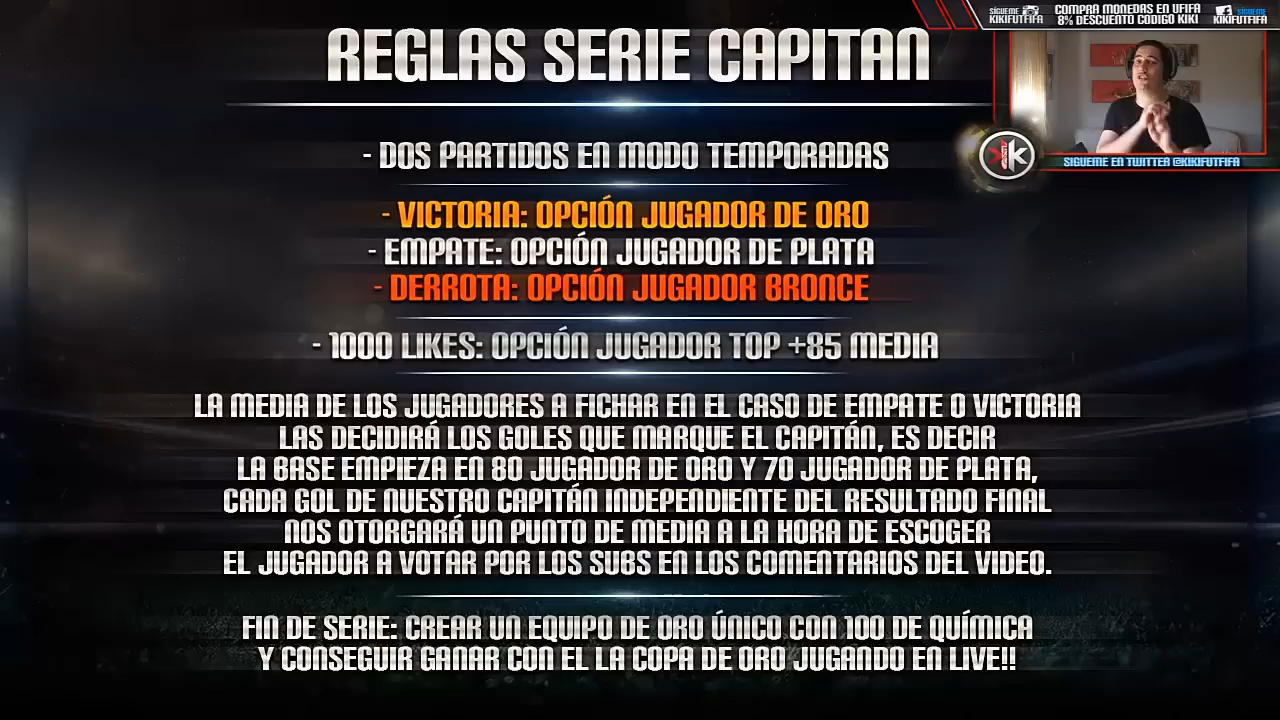 REGLAS SERIE CAPITAN
SÍGUEME
KIKIFUTFIFA
COMPRA MONEDAS EN UFIFA
8% DESCUENTO CODIGO KIKI
SÍGUEME
KIKIFUTFIFA
K
SIGUEME EN TWITTER @KIKIFUTFIFA
- DOS PARTIDOS EN MODO TEMPORADAS
- VICTORIA: OPCIÓN JUGADOR DE ORO
- EMPATE: OPCIÓN JUGADOR DE PLATA
- DERROTA: OPCIÓN JUGADOR BRONCE
- 1000 LIKES: OPCIÓN JUGADOR TOP +85 MEDIA
LA MEDIA DE LOS JUGADORES A FICHAR EN EL CASO DE EMPATE O VICTORIA
LAS DECIDIRÁ LOS GOLES QUE MARQUE EL CAPITÁN, ES DECIR
LA BASE EMPIEZA EN 80 JUGADOR DE ORO Y 70 JUGADOR DE PLATA,
CADA GOL DE NUESTRO CAPITÁN INDEPENDIENTE DEL RESULTADO FINAL
NOS OTORGARÁ UN PUNTO DE MEDIA A LA HORA DE ESCOGER
EL JUGADOR A VOTAR POR LOS SUBS EN LOS COMENTARIOS DEL VIDEO.
FIN DE SERIE: CREAR UN EQUIPO DE ORO ÚNICO CON 100 DE QUÍMICA
Y CONSEGUIR GANAR CON EL LA COPA DE ORO JUGANDO EN LIVE!!